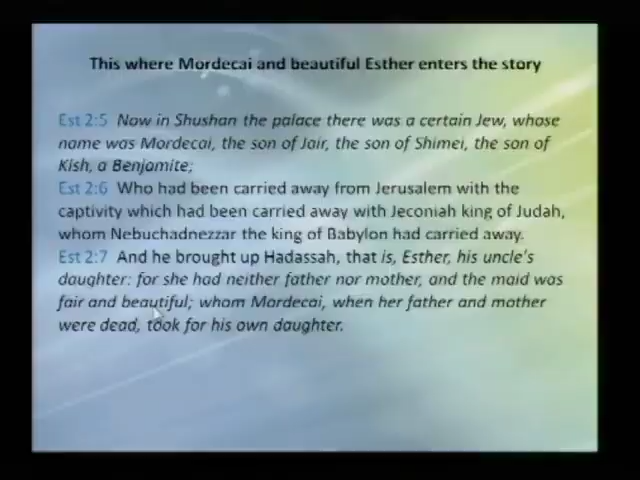 This where Mordecai and beautiful Esther enters the story
Est 2:5 Now in Shushan the palace there was a certain Jew, whose
name was Mordecai, the son of Jair, the son of Shimei, the son of
Kish, a Benjamite;
Est 2:6 Who had been carried away from Jerusalem with the
captivity which had been carried away with Jeconiah king of Judah,
whom Nebuchadnezzar the king of Babylon had carried away.
Est 2:7 And he brought up Hadassah, that is, Esther, his uncle's
daughter: for she had neither father nor mother, and the maid was
fair and beautiful; whom Mordecai, when her father and mother
were dead, took for his own daughter.